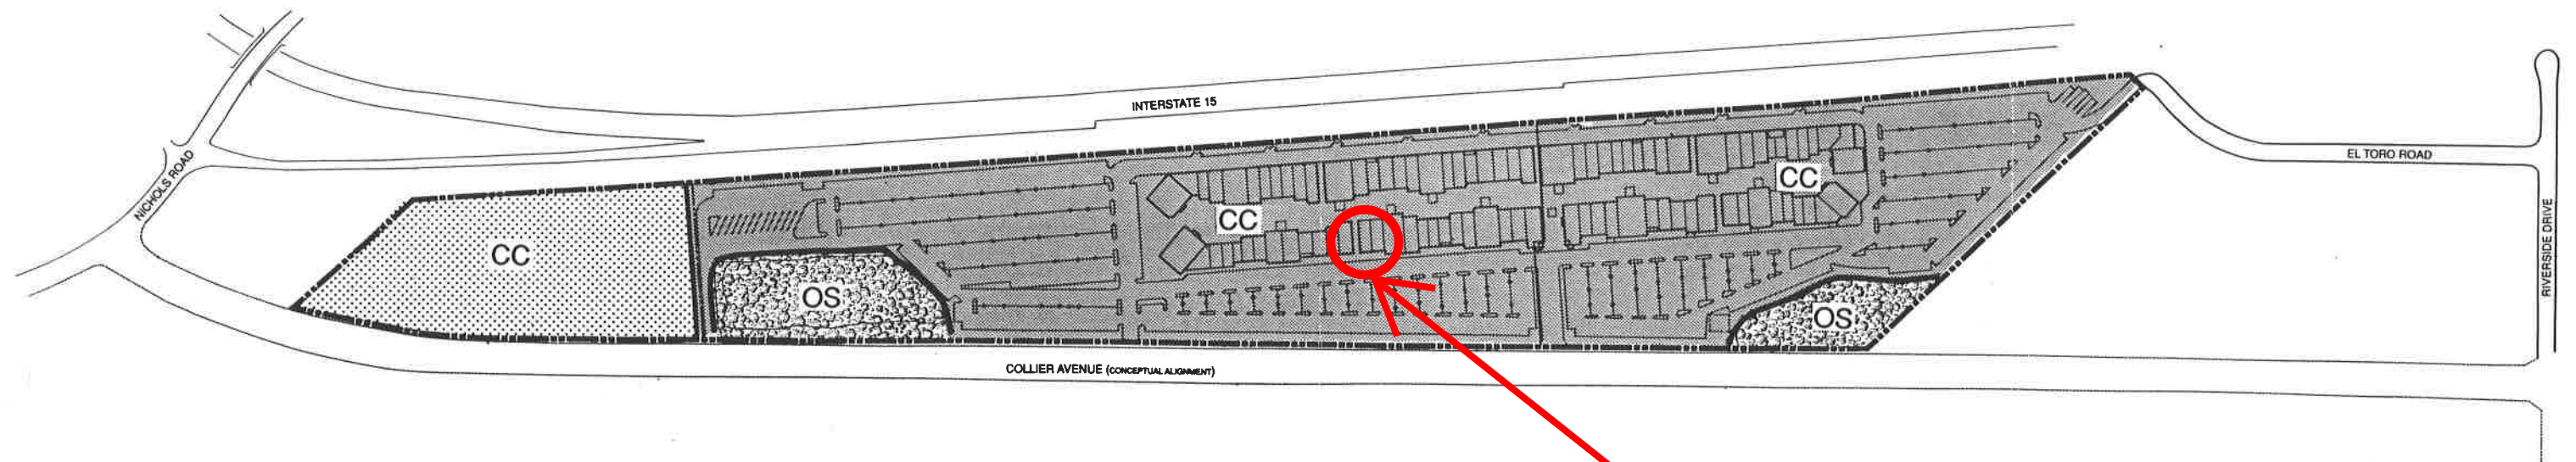 INTERSTATE 15
NICHOLS ROAD
EL TORO ROAD
CC
CC
CC
RIVERSIDE DRIVE
OS
OS
COLLIER AVENUE (CONCEPTUAL ALIGNMENT)